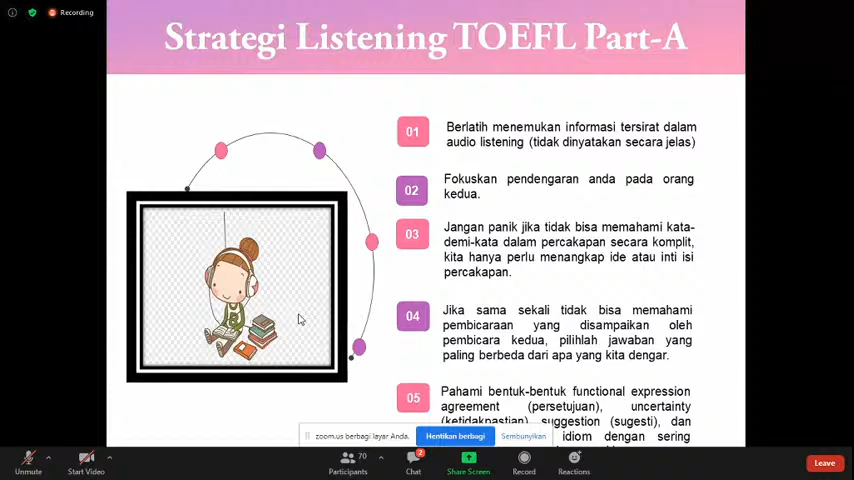 Recording
Strategi Listening TOEFL Part-A
01
Berlatih menemukan informasi tersirat dalam
audio listening (tidak dinyatakan secara jelas)
02
Fokuskan pendengaran anda pada orang
kedua.
03
Jangan panik jika tidak bisa memahami kata-
demi-kata dalam percakapan secara komplit,
kita hanya perlu menangkap ide atau inti isi
percakapan.
04
Jika sama sekali tidak bisa memahami
pembicaraan yang disampaikan oleh
pembicara kedua, pilihlah jawaban yang
paling berbeda dari apa yang kita dengar.
05
Pahami bentuk-bentuk functional expression
agreement (persetujuan), uncertainty
(ketidakpastian), suggestion (sugesti), dan
idiom dengan sering
zoom.us berbagi layar Anda.
Hentikan berbagi
Sembunyikan
Unmute
Start Video
Participants
70
Chat
2
Share Screen
Record
Reactions
Leave